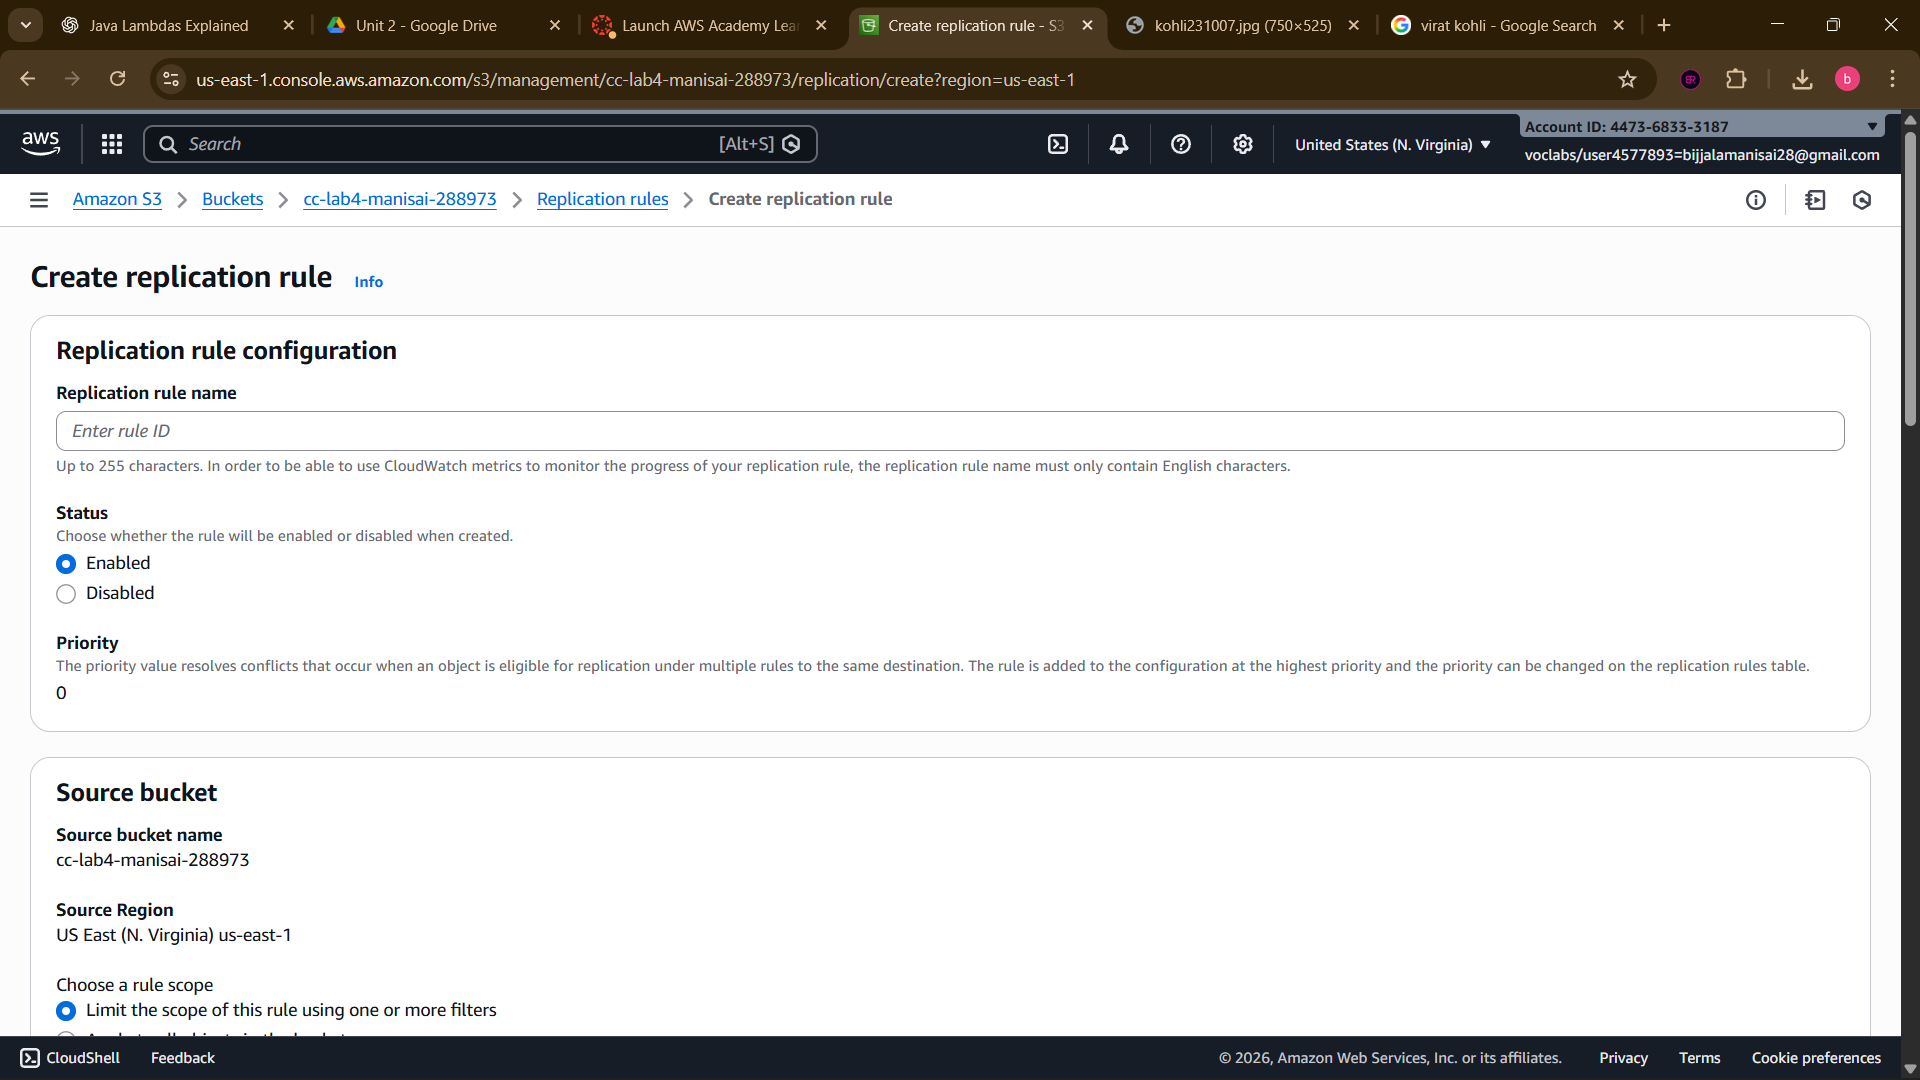 Java Lambdas Explained
Unit 2 - Google Drive
Launch AWS Academy Lea
Create replication rule - S3
kohli231007.jpg (750×525)
virat kohli - Google Search
us-east-1.console.aws.amazon.com/s3/management/cc-lab4-manisai-288973/replication/create?region=us-east-1
b
aws
Search
[Alt+S]
United States (N. Virginia)
Account ID: 4473-6833-3187
voclabs/user4577893=bijjalamanisai28@gmail.com
Amazon S3
Buckets
cc-lab4-manisai-288973
Replication rules
Create replication rule
Create replication rule
Info
Replication rule configuration
Replication rule name
Enter rule ID
Up to 255 characters. In order to be able to use CloudWatch metrics to monitor the progress of your replication rule, the replication rule name must only contain English characters.
Status
Choose whether the rule will be enabled or disabled when created.
Enabled
Disabled
Priority
The priority value resolves conflicts that occur when an object is eligible for replication under multiple rules to the same destination. The rule is added to the configuration at the highest priority and the priority can be changed on the replication rules table.
0
Source bucket
Source bucket name
cc-lab4-manisai-288973
Source Region
US East (N. Virginia) us-east-1
Choose a rule scope
Limit the scope of this rule using one or more filters
CloudShell
Feedback
© 2026, Amazon Web Services, Inc. or its affiliates.
Privacy
Terms
Cookie preferences